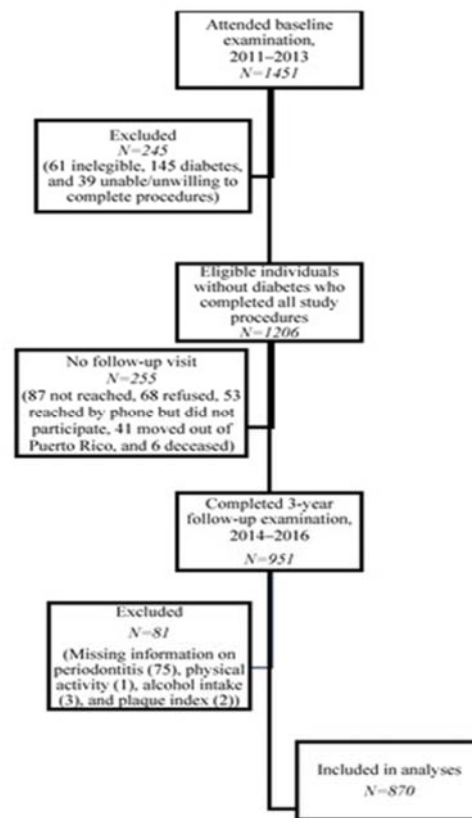 Attended baseline
examination,
2011–2013
N=1451
Excluded
N=245
(61 inelegible, 145 diabetes,
and 39 unable/unwilling to
complete procedures)
Eligible individuals
without diabetes who
completed all study
procedures
N=1206
No follow-up visit
N=255
(87 not reached, 68 refused, 53
reached by phone but did not
participate, 41 moved out of
Puerto Rico, and 6 deceased)
Completed 3-year
follow-up examination,
2014–2016
N=951
Excluded
N=81
(Missing information on
periodontitis (75), physical
activity (1), alcohol intake
(3), and plaque index (2))
Included in analyses
N=870